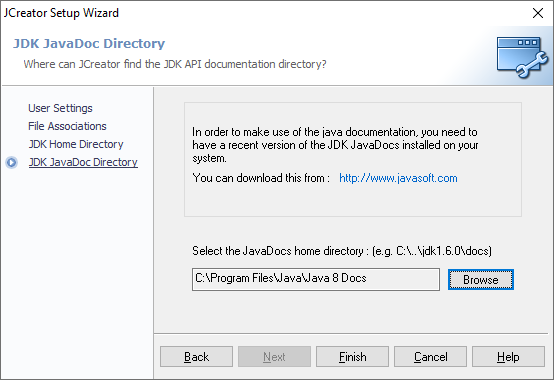 JCreator Setup Wizard
JDK JavaDoc Directory
Where can JCreator find the JDK API documentation directory?
User Settings
File Associations
JDK Home Directory
JDK JavaDoc Directory
In order to make use of the java documentation, you need to
have a recent version of the JDK JavaDocs installed on your
system.
You can download this from : http://www.javasoft.com
Select the JavaDocs home directory : (e.g. C:\..\jdk1.6.0\docs)
C:\Program Files\Java\Java 8 Docs
Browse
Back
Next
Finish
Cancel
Help